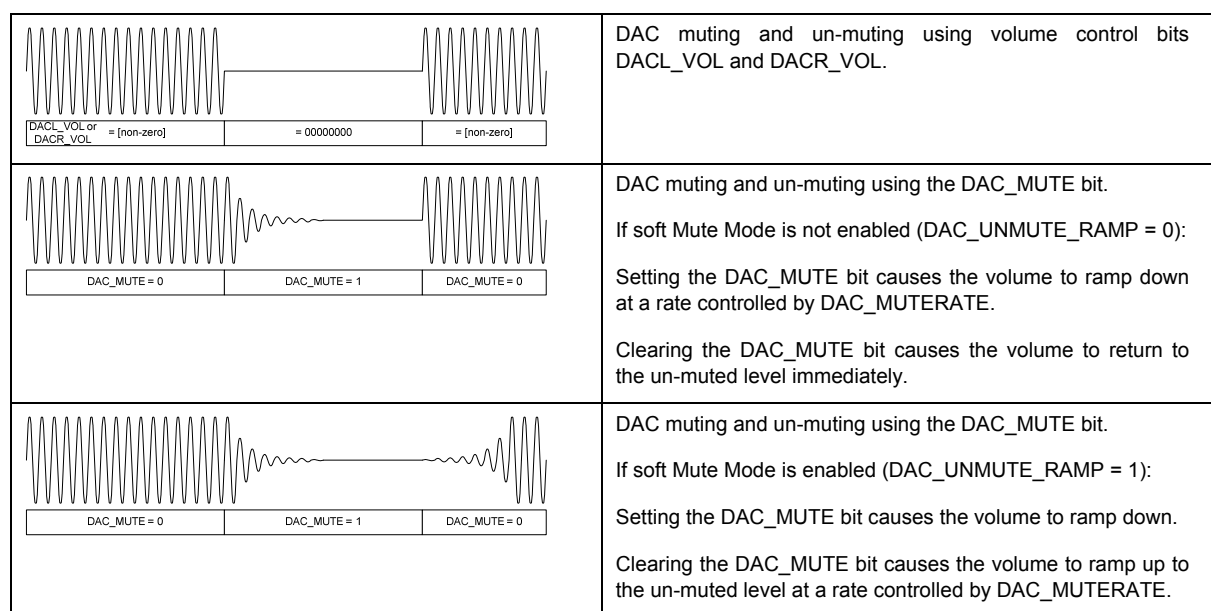 DAC muting and un-muting using volume control bits
DACL_VOL and DACR_VOL.
DACL_VOL or
DACR_VOL
= [non-zero]
= 00000000
= [non-zero]
DAC muting and un-muting using the DAC_MUTE bit.
If soft Mute Mode is not enabled (DAC_UNMUTE_RAMP = 0):
Setting the DAC_MUTE bit causes the volume to ramp down
at a rate controlled by DAC_MUTERATE.
Clearing the DAC_MUTE bit causes the volume to return to
the un-muted level immediately.
DAC_MUTE = 0
DAC_MUTE = 1
DAC_MUTE = 0
DAC muting and un-muting using the DAC_MUTE bit.
If soft Mute Mode is enabled (DAC_UNMUTE_RAMP = 1):
Setting the DAC_MUTE bit causes the volume to ramp down.
Clearing the DAC_MUTE bit causes the volume to ramp up to
the un-muted level at a rate controlled by DAC_MUTERATE.
DAC_MUTE = 0
DAC_MUTE = 1
DAC_MUTE = 0